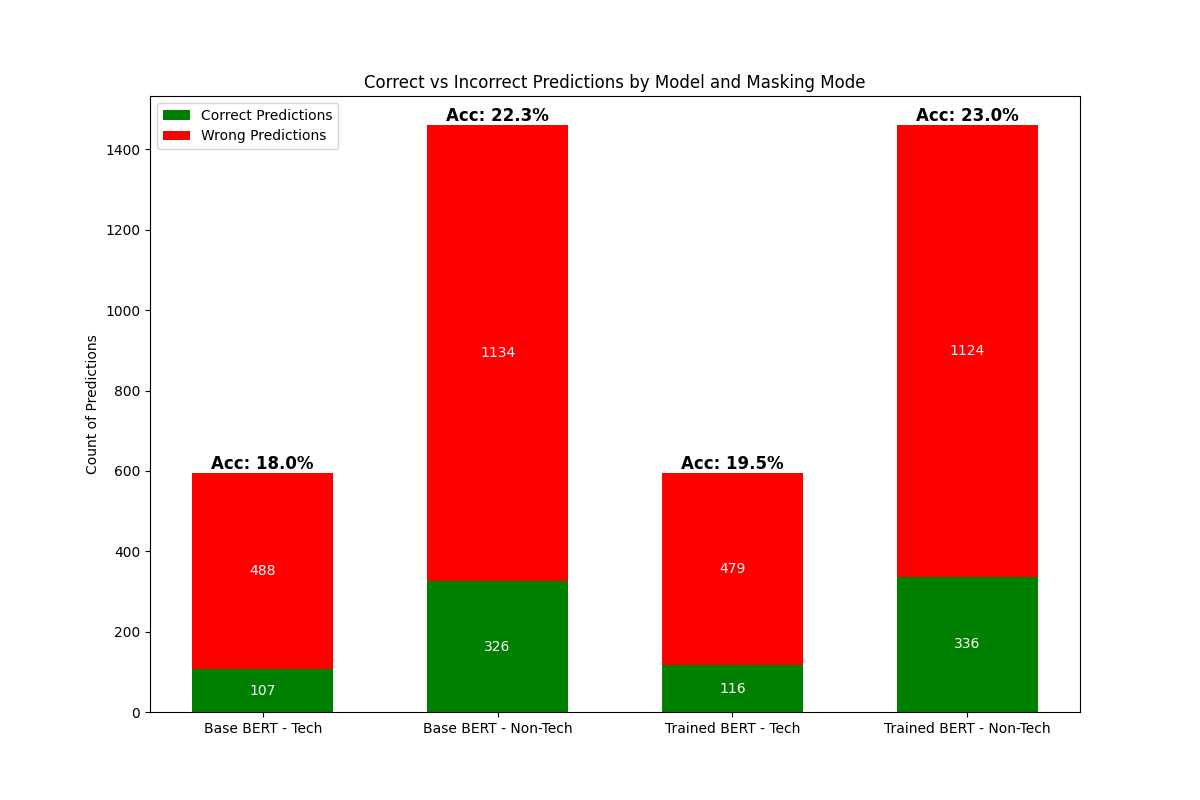 Correct vs Incorrect Predictions by Model and Masking Mode
Correct Predictions
Wrong Predictions
Acc: 22.3%
Acc: 23.0%
Acc: 18.0%
Acc: 19.5%
Count of Predictions
1400
1200
1000
800
600
400
200
0
488
107
1134
326
479
116
1124
336
Base BERT - Tech
Base BERT - Non-Tech
Trained BERT - Tech
Trained BERT - Non-Tech